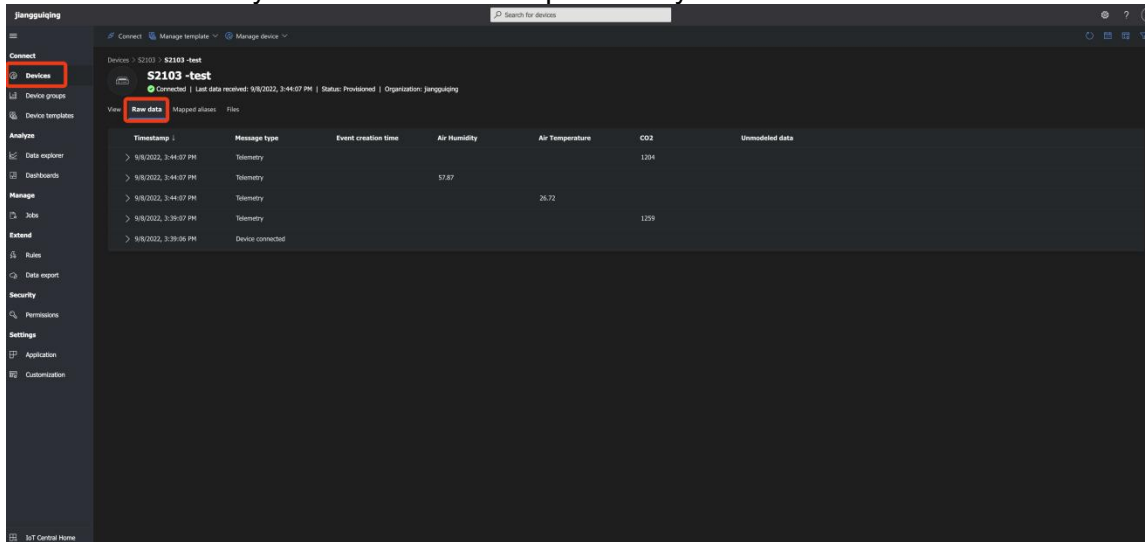 jiangguiqing
Search for devices
?
Connect
Manage template
Manage device
Connect
Devices
Device groups
Device templates
Analyze
Data explorer
Dashboards
Manage
Jobs
Extend
Rules
Data export
Security
Permissions
Settings
Application
Customization
IoT Central Home
Devices > S2103 > S2103 -test
S2103 -test
Connected | Last data received: 9/8/2022, 3:44:07 PM | Status: Provisioned | Organization: jiangguiqing
View Raw data Mapped aliases Files
Timestamp ↓ Message type Event creation time Air Humidity Air Temperature CO2 Unmodeled data
9/8/2022, 3:44:07 PM Telemetry 1204
9/8/2022, 3:44:07 PM Telemetry 57.87
9/8/2022, 3:44:07 PM Telemetry 26.72
9/8/2022, 3:39:07 PM Telemetry 1259
9/8/2022, 3:39:06 PM Device connected